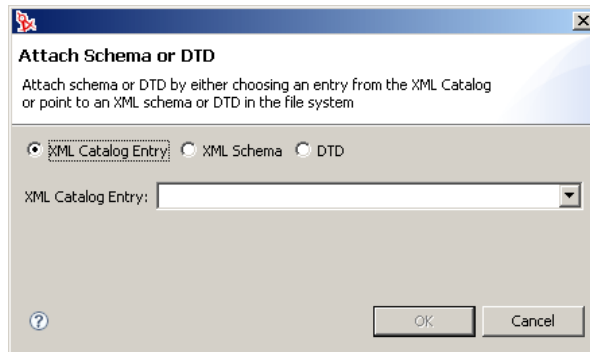 Attach Schema or DTD
Attach schema or DTD by either choosing an entry from the XML Catalog
or point to an XML schema or DTD in the file system
XML Catalog Entry XML Schema DTD
XML Catalog Entry:
? OK Cancel